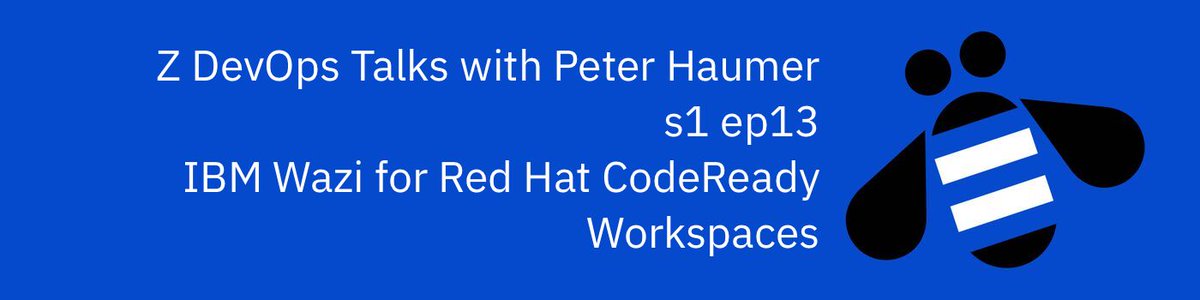 Z DevOps Talks with Peter Haumer
s1 ep13
IBM Wazi for Red Hat CodeReady
Workspaces